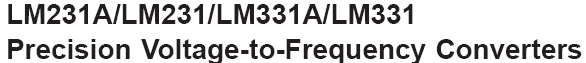 LM231A/LM231/LM331A/LM331
Precision Voltage-to-Frequency Converters